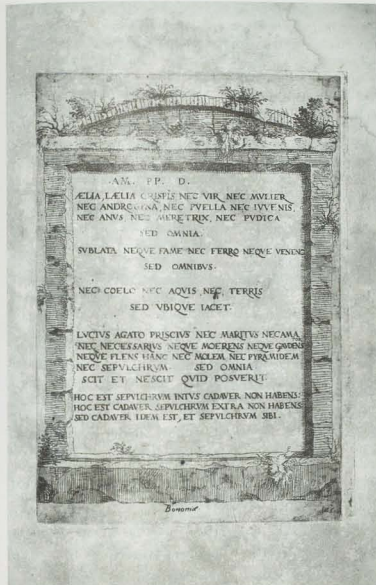 AM. PP. D.
ÆLIA LÆLIA CRISPIS NEC VIR NEC MVLIER
NEC ANDROGINA NEC PVELLA NEC IVVENIS
NEC ANVS NEC MERETRIX, NEC PVDICA
SED OMNIA.
SVBLATA NEQVE FAME NEC FERRO NEQVE VENENO
SED OMNIBVS.
NEC COELO NEC AQVIS NEC TERRIS
SED VBIQVE IACET.
LVCIVS AGATO PRISCIVS NEC MARITVS NEC AMA.
NEC NECESSARIVS NEQVE MOERENS NEQVE GAVDENS
NEQVE FLENS HANC NEC MOLEM NEC PYRAMIDEM
NEC SEPVLCHRVM. SED OMNIA
SCIT ET NESCIT QVID POSVERIT.
HOC EST SEPVLCHRVM INTVS CADAVER NON HABENS
HOC EST CADAVER SEPVLCHRVM EXTRA NON HABENS
SED CADAVER IDEM EST, ET SEPVLCHRVM SIBI.
Bononiæ